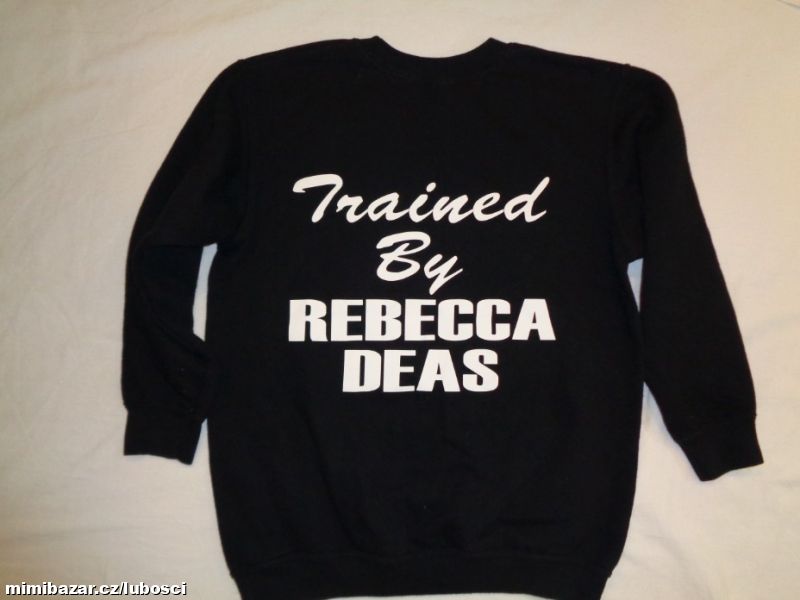 Trained
By
REBECCA
DEAS
mimibazar.cz/lubosci